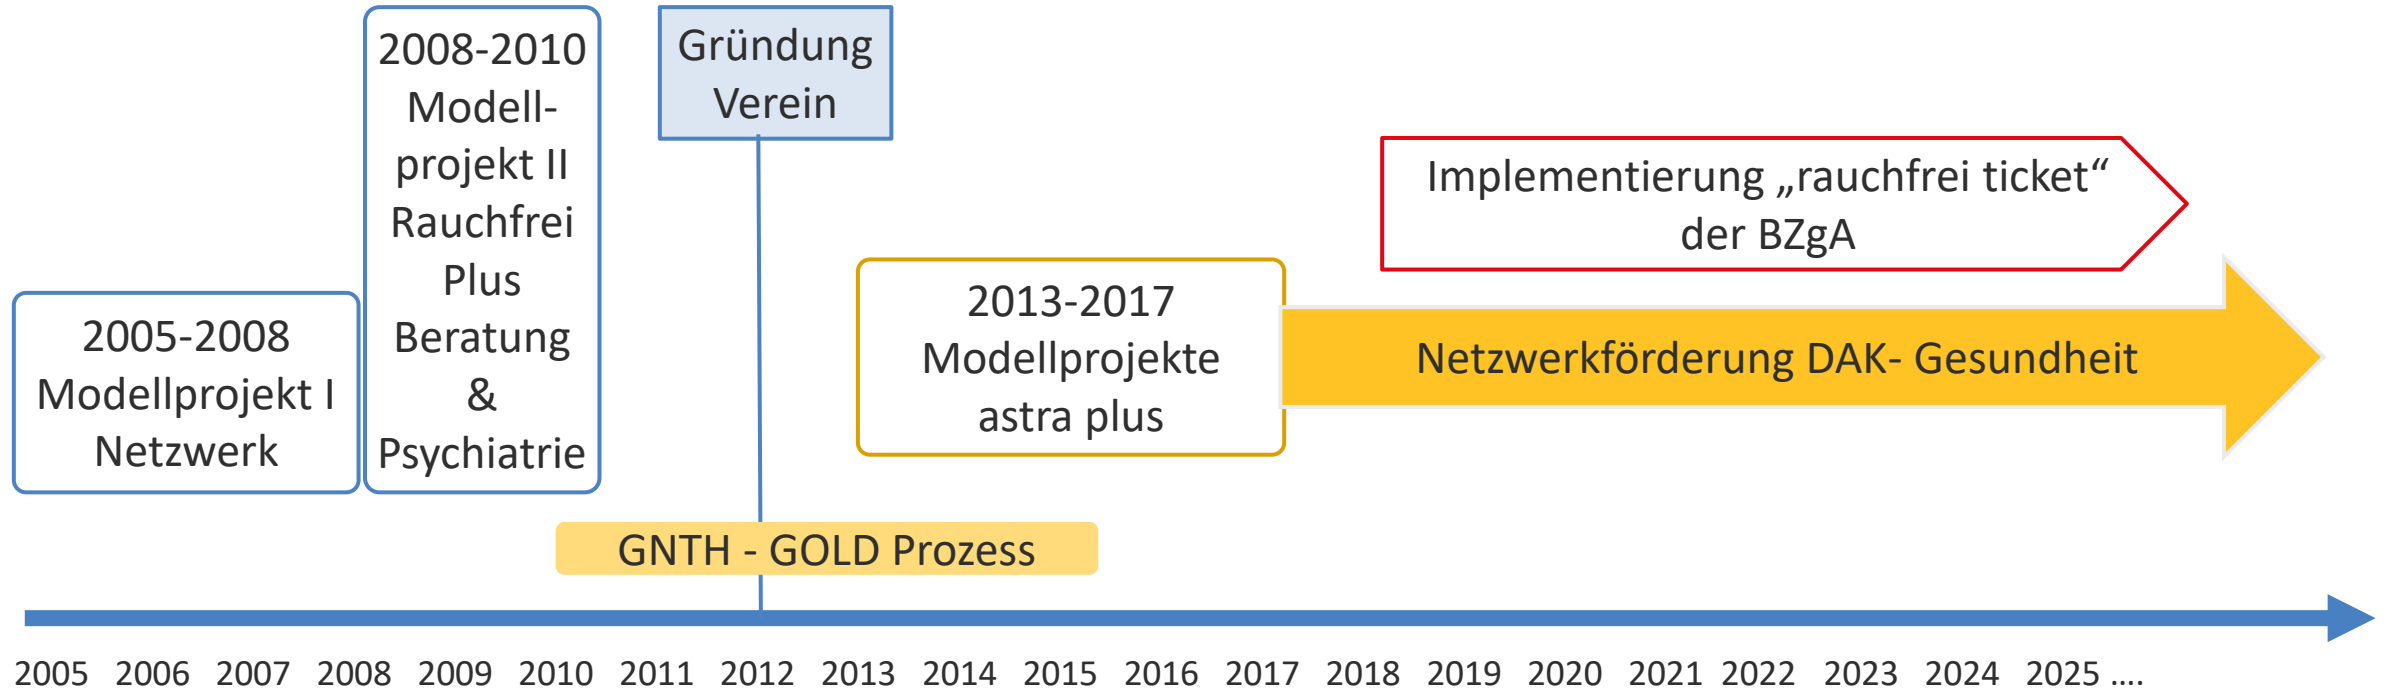 2005-2008
Modellprojekt I
Netzwerk
2008-2010
Modell-
projekt II
Rauchfrei
Plus
Beratung
&
Psychiatrie
Gründung
Verein
GNTH - GOLD Prozess
2013-2017
Modellprojekte
astra plus
Implementierung „rauchfrei ticket“
der BZgA
Netzwerkförderung DAK- Gesundheit
2005 2006 2007 2008 2009 2010 2011 2012 2013 2014 2015 2016 2017 2018 2019 2020 2021 2022 2023 2024 2025 ....